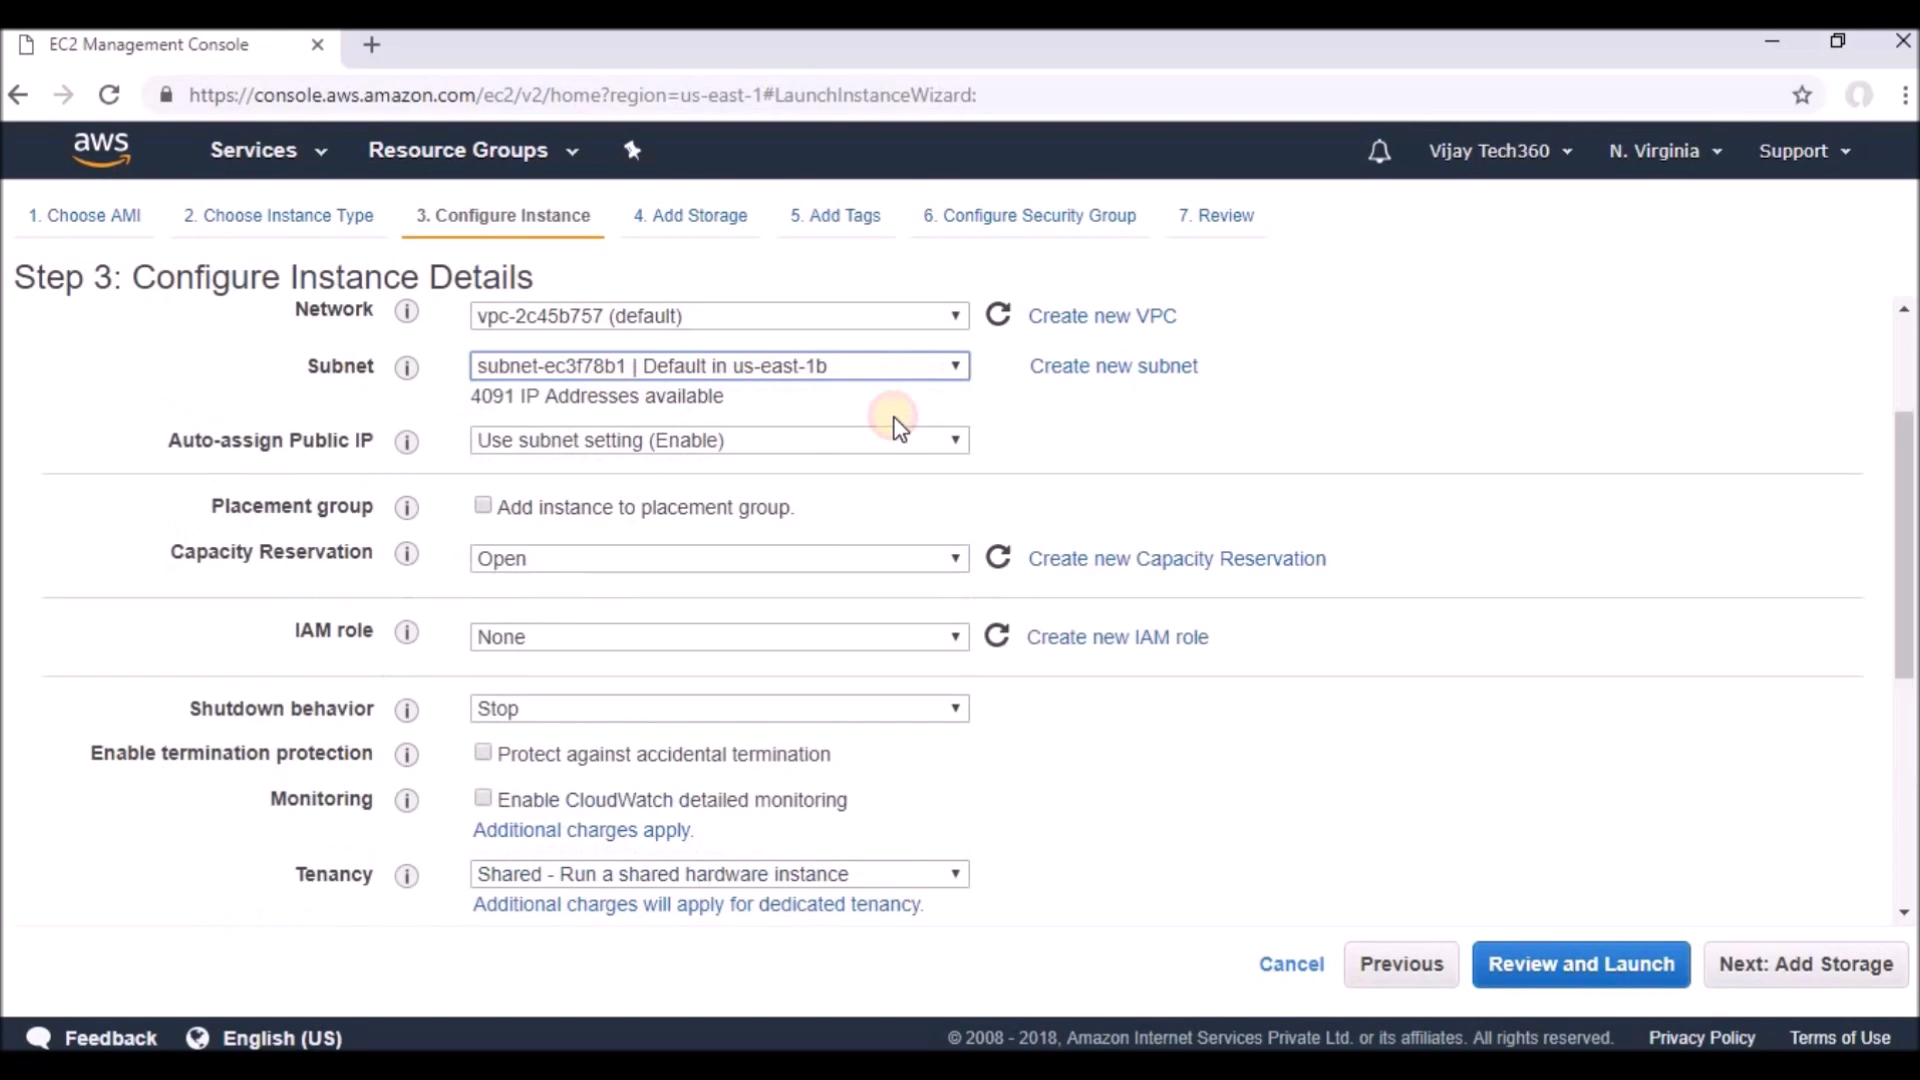 EC2 Management Console
https://console.aws.amazon.com/ec2/v2/home?region=us-east-1#LaunchInstanceWizard:
aws Services Resource Groups Vijay Tech360 N. Virginia Support
1. Choose AMI 2. Choose Instance Type 3. Configure Instance 4. Add Storage 5. Add Tags 6. Configure Security Group 7. Review
Step 3: Configure Instance Details
Network i vpc-2c45b757 (default) Create new VPC
Subnet i subnet-ec3f78b1 | Default in us-east-1b Create new subnet
4091 IP Addresses available
Auto-assign Public IP i Use subnet setting (Enable)
Placement group i Add instance to placement group.
Capacity Reservation i Open Create new Capacity Reservation
IAM role i None Create new IAM role
Shutdown behavior i Stop
Enable termination protection i Protect against accidental termination
Monitoring i Enable CloudWatch detailed monitoring
Additional charges apply.
Tenancy i Shared - Run a shared hardware instance
Additional charges will apply for dedicated tenancy.
Cancel Previous Review and Launch Next: Add Storage
Feedback English (US) © 2008 - 2018, Amazon Internet Services Private Ltd. or its affiliates. All rights reserved. Privacy Policy Terms of Use